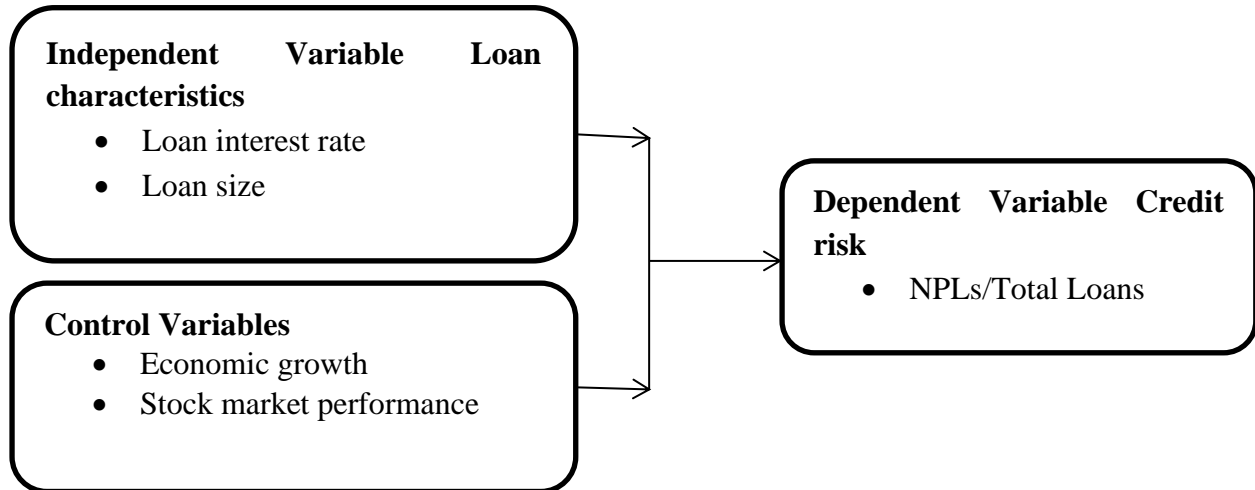 Independent Variable Loan
characteristics
• Loan interest rate
• Loan size
Control Variables
• Economic growth
• Stock market performance
Dependent Variable Credit
risk
• NPLs/Total Loans